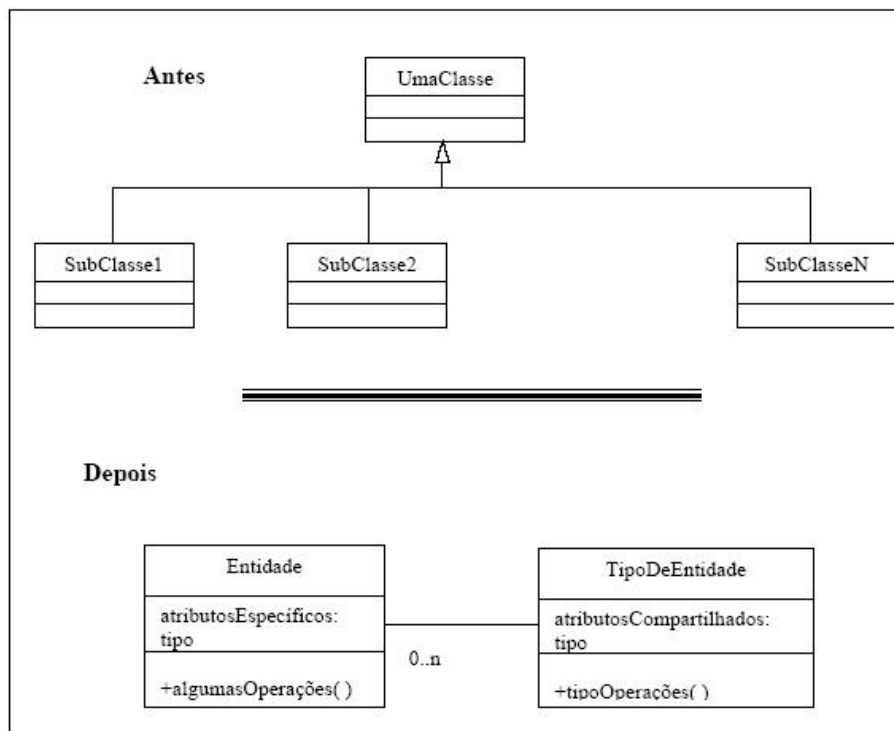 Antes
UmaClasse
SubClasse1
SubClasse2
SubClasseN
Depois
Entidade
atributosEspecíficos:
tipo
+algumasOperações( )
0..n
TipoDeEntidade
atributosCompartilhados:
tipo
+tipoOperações( )